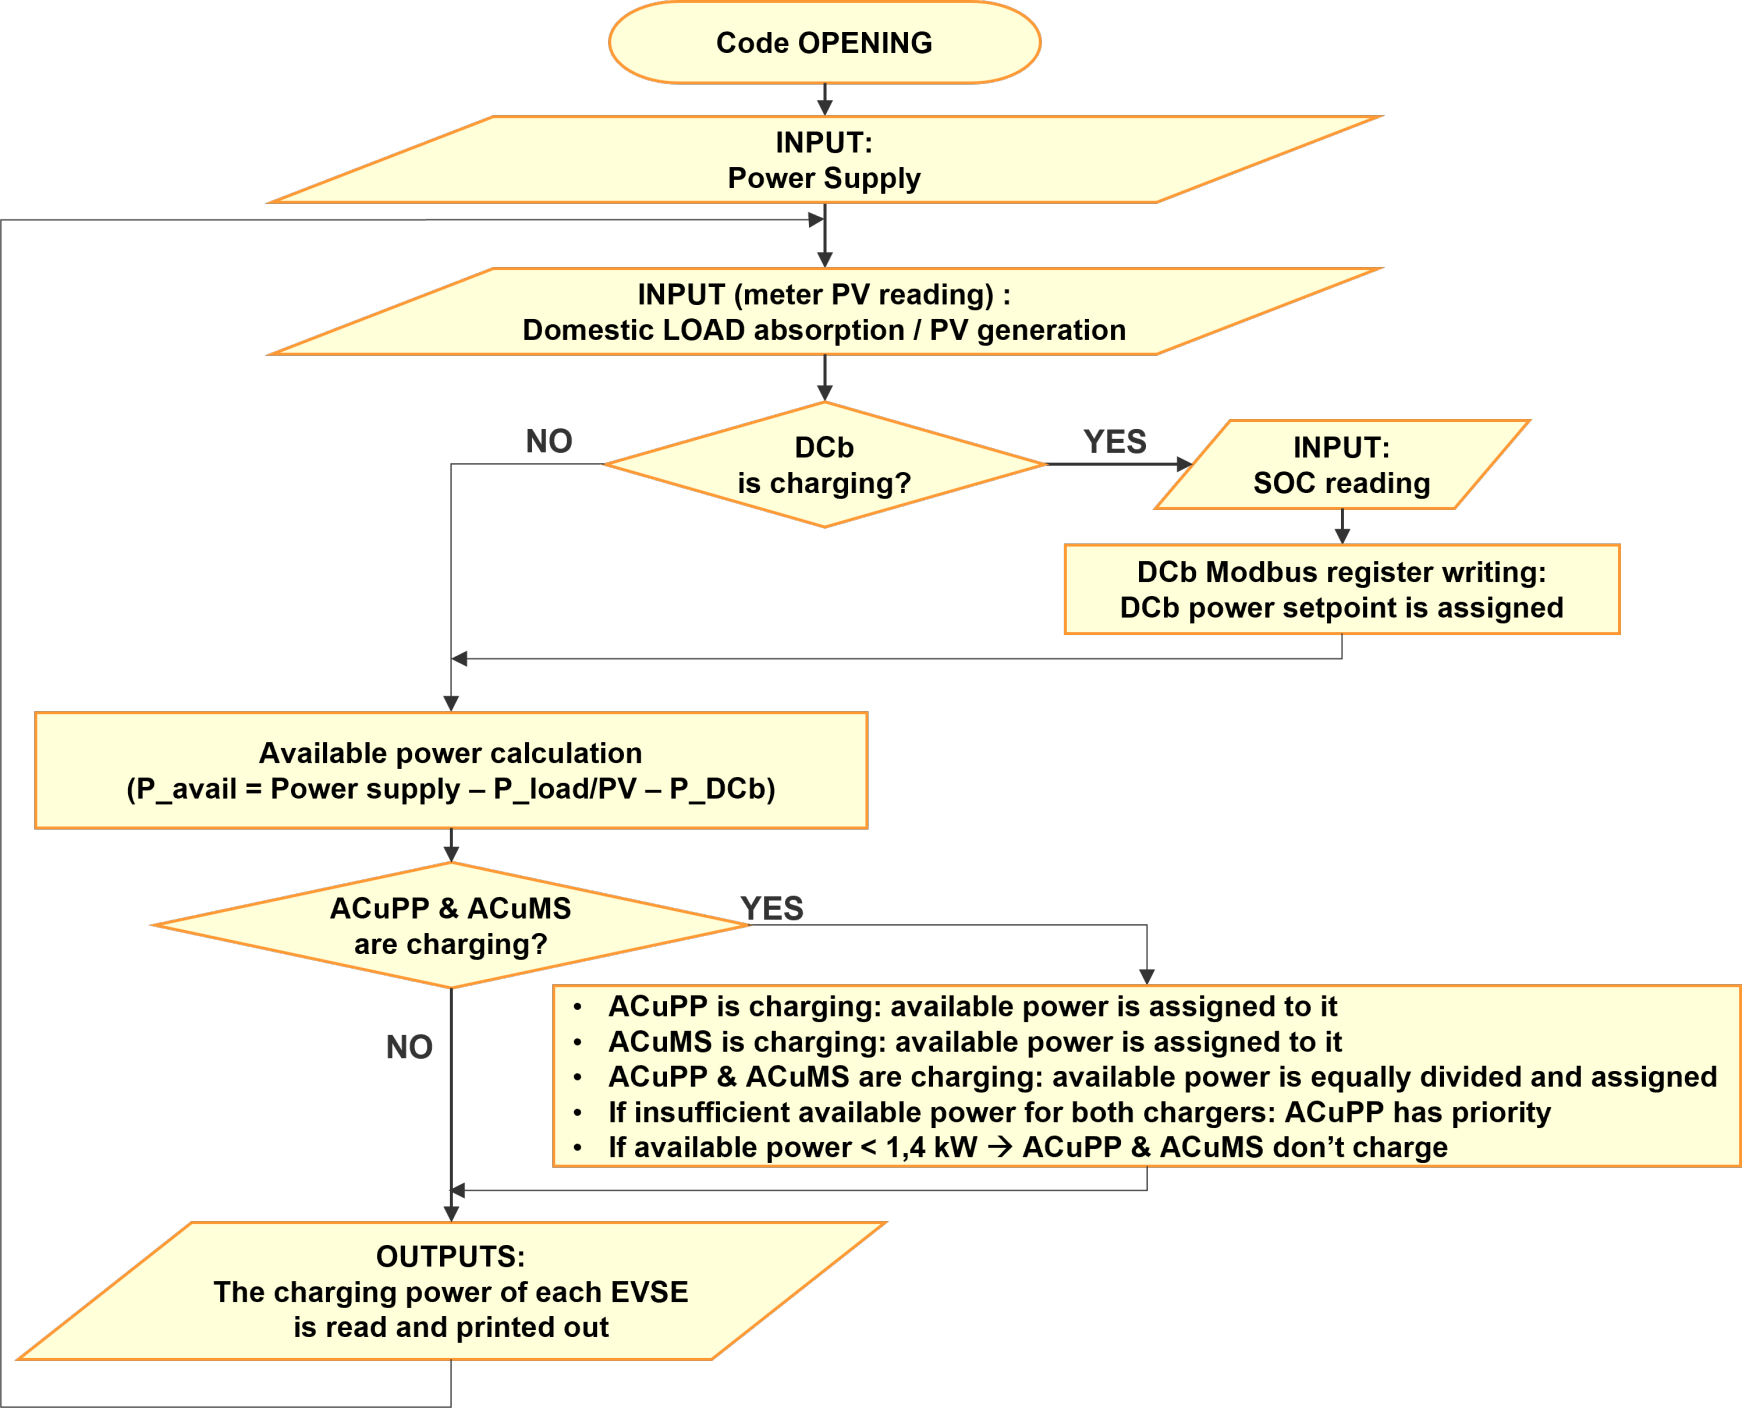 Code OPENING
INPUT:
Power Supply
INPUT (meter PV reading) :
Domestic LOAD absorption / PV generation
DCb
is charging?
NO
YES
INPUT:
SOC reading
DCb Modbus register writing:
DCb power setpoint is assigned
Available power calculation
(P_avail = Power supply – P_load/PV – P_DCb)
ACuPP & ACuMS
are charging?
YES
NO
• ACuPP is charging: available power is assigned to it
• ACuMS is charging: available power is assigned to it
• ACuPP & ACuMS are charging: available power is equally divided and assigned
• If insufficient available power for both chargers: ACuPP has priority
• If available power < 1,4 kW → ACuPP & ACuMS don’t charge
OUTPUTS:
The charging power of each EVSE
is read and printed out